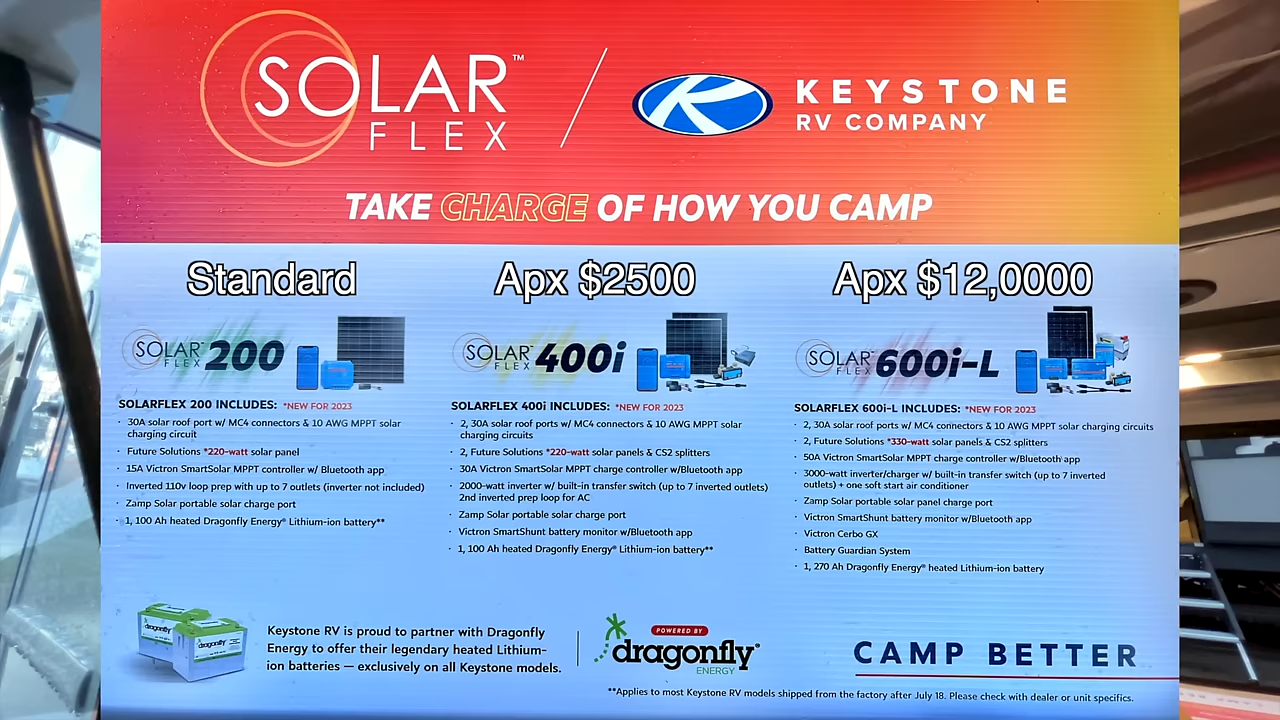 SOLAR™
FLEX
KEYSTONE
RV COMPANY
TAKE CHARGE OF HOW YOU CAMP
Standard
Apx $2500
Apx $12,0000
SOLAR FLEX 200
SOLAR FLEX 400i
SOLAR FLEX 600i-L
SOLARFLEX 200 INCLUDES: *NEW FOR 2023
· 30A solar roof port w/ MC4 connectors & 10 AWG MPPT solar
charging circuit
· Future Solutions *220-watt solar panel
· 15A Victron SmartSolar MPPT controller w/ Bluetooth app
· Inverted 110v loop prep with up to 7 outlets (inverter not included)
· Zamp Solar portable solar charge port
· 1, 100 Ah heated Dragonfly Energy® Lithium-ion battery**
SOLARFLEX 400i INCLUDES: *NEW FOR 2023
· 2, 30A solar roof ports w/ MC4 connectors & 10 AWG MPPT solar
charging circuits
· 2, Future Solutions *220-watt solar panels & CS2 splitters
· 30A Victron SmartSolar MPPT charge controller w/Bluetooth app
· 2000-watt inverter w/ built-in transfer switch (up to 7 inverted outlets)
2nd inverted prep loop for AC
· Zamp Solar portable solar charge port
· Victron SmartShunt battery monitor w/Bluetooth app
· 1, 100 Ah heated Dragonfly Energy® Lithium-ion battery**
SOLARFLEX 600i-L INCLUDES: *NEW FOR 2023
· 2, 30A solar roof ports w/ MC4 connectors & 10 AWG MPPT solar charging circuits
· 2, Future Solutions *330-watt solar panels & CS2 splitters
· 50A Victron SmartSolar MPPT charge controller w/Bluetooth app
· 3000-watt inverter/charger w/ built-in transfer switch (up to 7 inverted
outlets) + one soft start air conditioner
· Zamp Solar portable solar panel charge port
· Victron SmartShunt battery monitor w/Bluetooth app
· Victron Cerbo GX
· Battery Guardian System
· 1, 270 Ah Dragonfly Energy® heated Lithium-ion battery
dragonfly
dragonfly
Keystone RV is proud to partner with Dragonfly
Energy to offer their legendary heated Lithium-
ion batteries — exclusively on all Keystone models.
POWERED BY
dragonfly®
ENERGY
CAMP BETTER
**Applies to most Keystone RV models shipped from the factory after July 18. Please check with dealer or unit specifics.